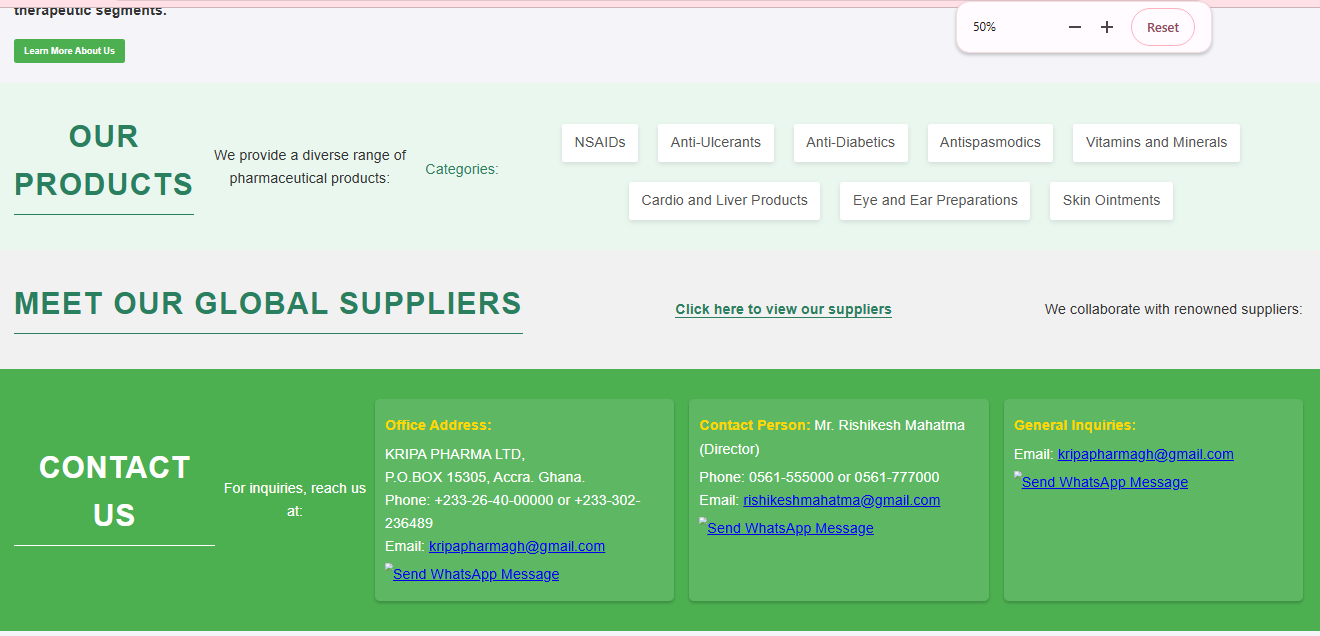 therapeutic segments.
50%
Reset
Learn More About Us
OUR
PRODUCTS
We provide a diverse range of
pharmaceutical products:
Categories:
NSAIDs
Anti-Ulcerants
Anti-Diabetics
Antispasmodics
Vitamins and Minerals
Cardio and Liver Products
Eye and Ear Preparations
Skin Ointments
MEET OUR GLOBAL SUPPLIERS
Click here to view our suppliers
We collaborate with renowned suppliers:
CONTACT
US
For inquiries, reach us
at:
Office Address:
KRIPA PHARMA LTD,
P.O.BOX 15305, Accra. Ghana.
Phone: +233-26-40-00000 or +233-302-
236489
Email: kripapharmagh@gmail.com
Send WhatsApp Message
Contact Person: Mr. Rishikesh Mahatma
(Director)
Phone: 0561-555000 or 0561-777000
Email: rishikeshmahatma@gmail.com
Send WhatsApp Message
General Inquiries:
Email: kripapharmagh@gmail.com
Send WhatsApp Message